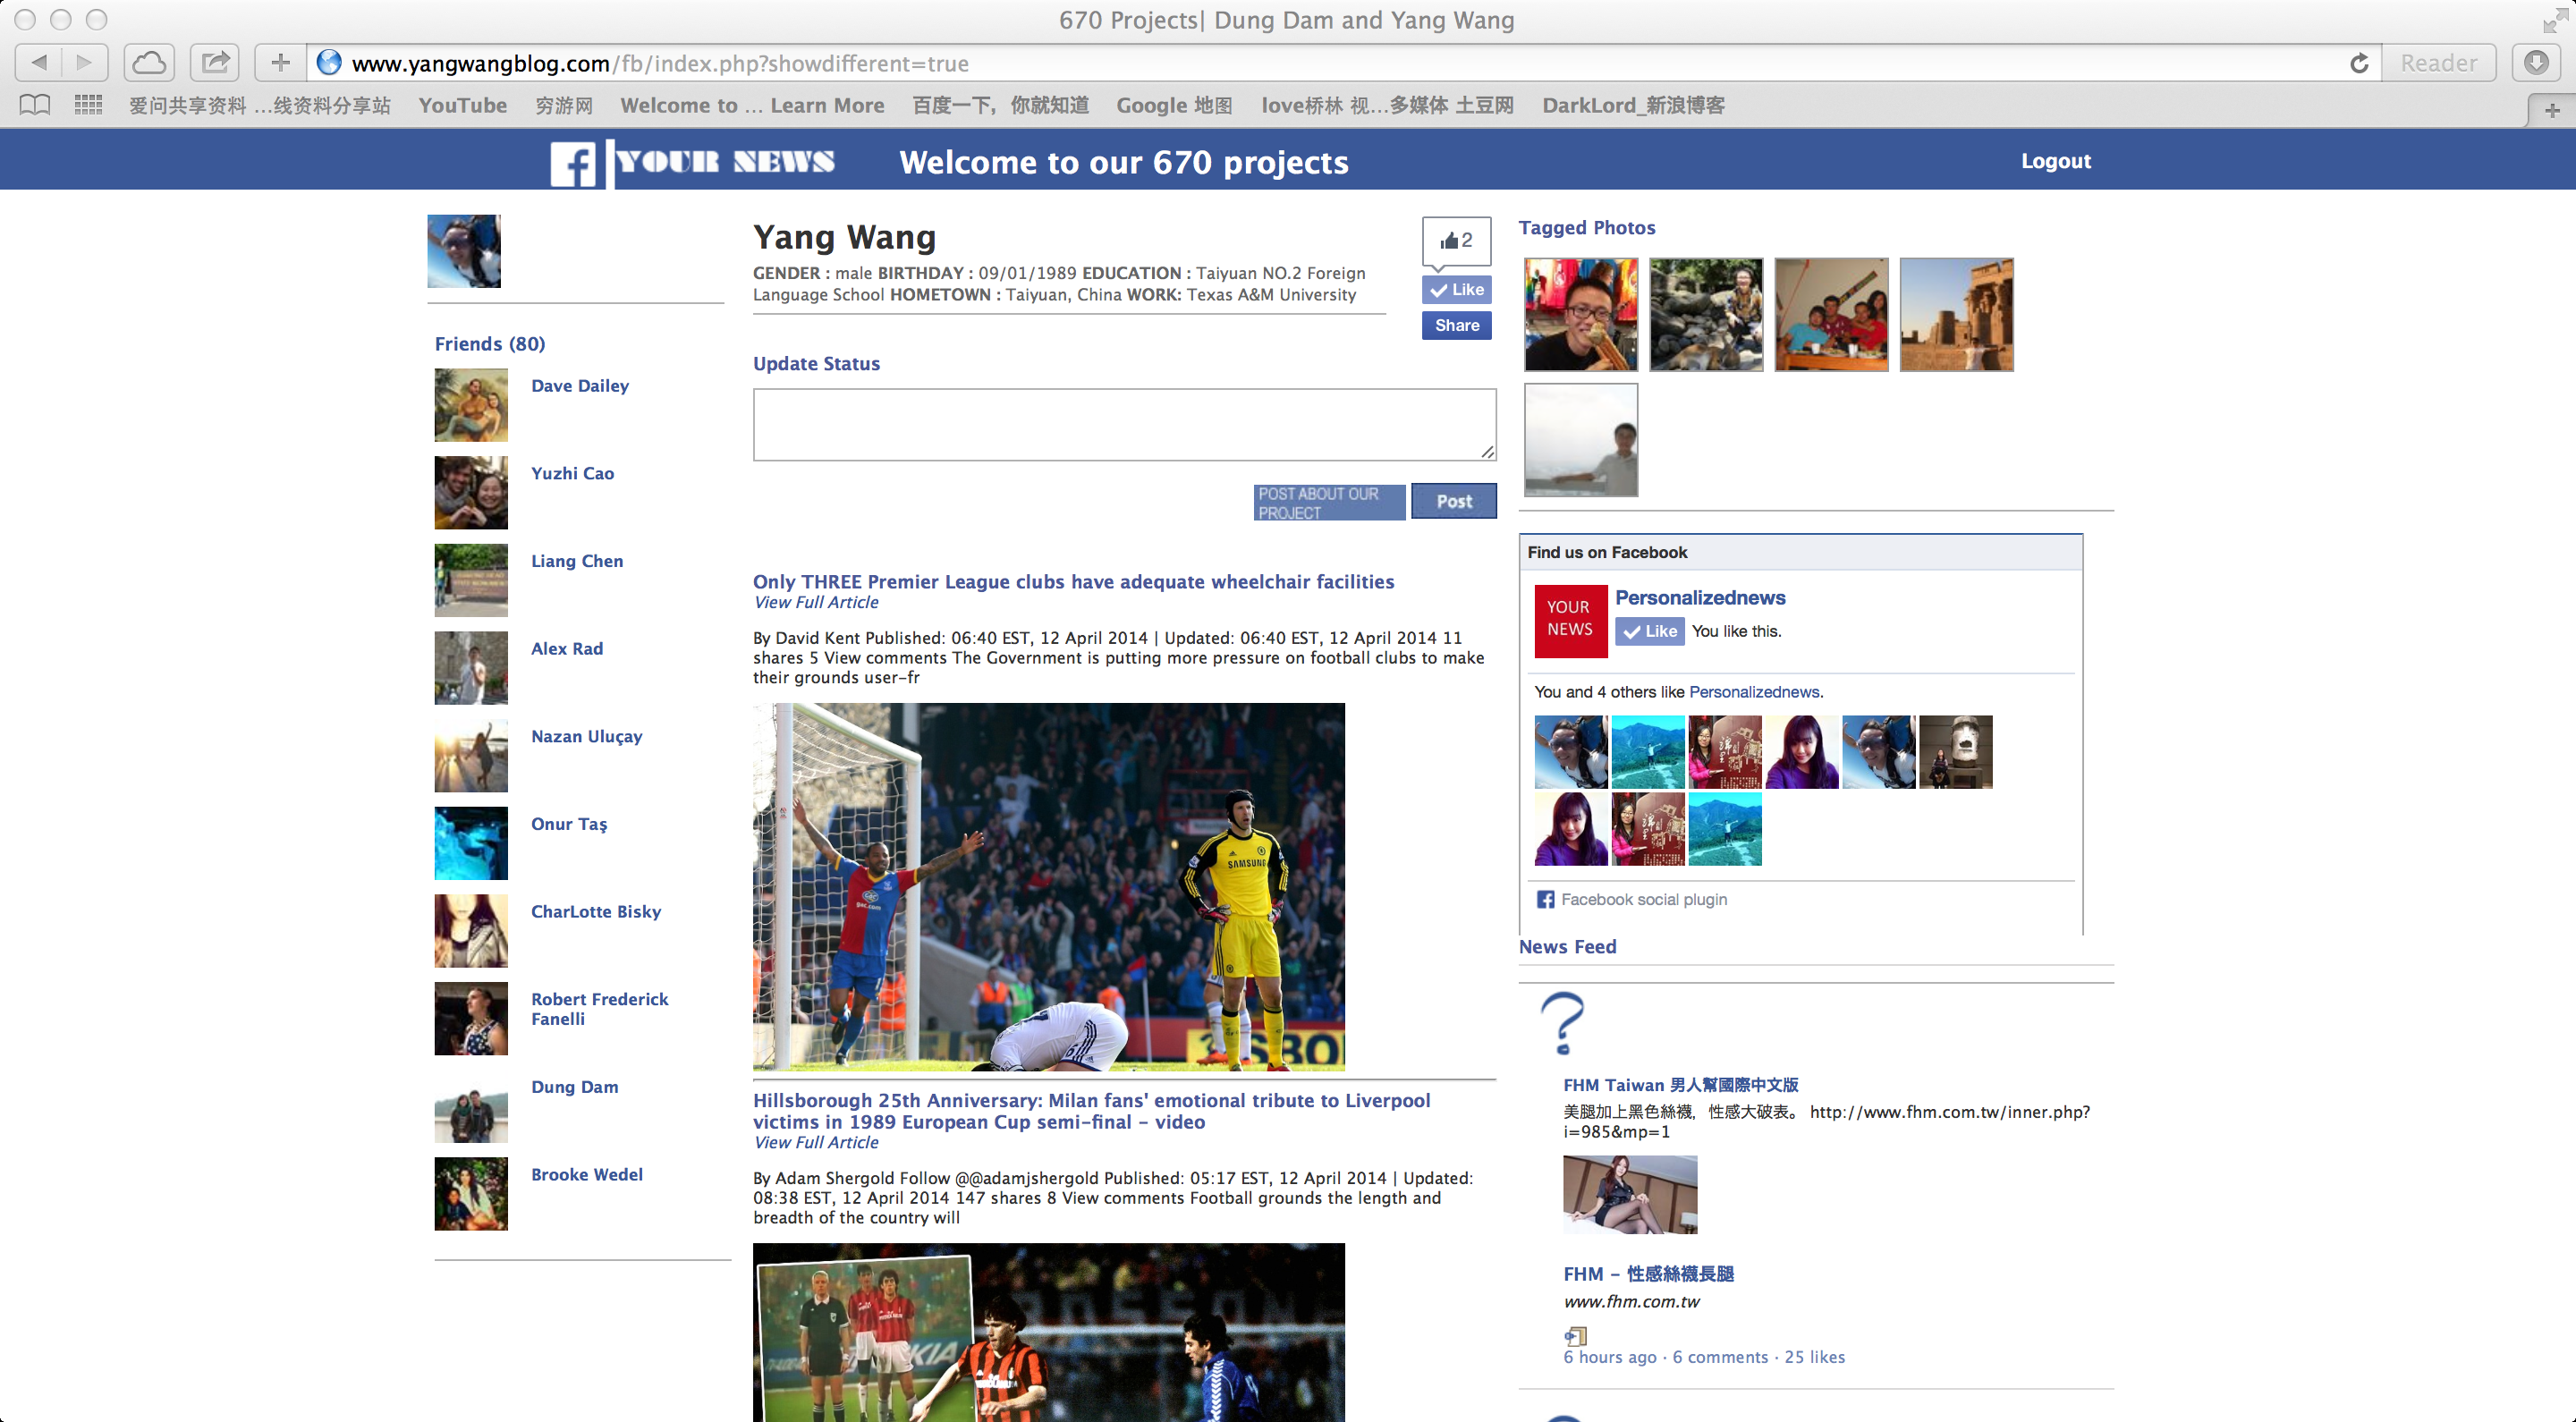 670 Projects| Dung Dam and Yang Wang
www.yangwangblog.com/fb/index.php?showdifferent=true
Reader
爱问共享资料 ...线资料分享站 YouTube 穷游网 Welcome to ... Learn More 百度一下，你就知道 Google 地图 love桥林 视...多媒体 土豆网 DarkLord_新浪博客
YOUR NEWS
Welcome to our 670 projects
Logout
Yang Wang
GENDER : male BIRTHDAY : 09/01/1989 EDUCATION : Taiyuan NO.2 Foreign
Language School HOMETOWN : Taiyuan, China WORK: Texas A&M University
2
Like
Share
Friends (80)
Dave Dailey
Yuzhi Cao
Liang Chen
Alex Rad
Nazan Uluçay
Onur Taş
CharLotte Bisky
Robert Frederick
Fanelli
Dung Dam
Brooke Wedel
Update Status
POST ABOUT OUR
PROJECT
Post
Only THREE Premier League clubs have adequate wheelchair facilities
View Full Article
By David Kent Published: 06:40 EST, 12 April 2014 | Updated: 06:40 EST, 12 April 2014 11
shares 5 View comments The Government is putting more pressure on football clubs to make
their grounds user-fr
SAMSUNG
Hillsborough 25th Anniversary: Milan fans' emotional tribute to Liverpool
victims in 1989 European Cup semi-final - video
View Full Article
By Adam Shergold Follow @@adamjshergold Published: 05:17 EST, 12 April 2014 | Updated:
08:38 EST, 12 April 2014 147 shares 8 View comments Football grounds the length and
breadth of the country will
Tagged Photos
Find us on Facebook
YOUR
NEWS
Personalizednews
Like You like this.
You and 4 others like Personalizednews.
Facebook social plugin
News Feed
FHM Taiwan 男人幫國際中文版
美腿加上黑色絲襪，性感大破表。 http://www.fhm.com.tw/inner.php?
i=985&mp=1
FHM - 性感絲襪長腿
www.fhm.com.tw
6 hours ago · 6 comments · 25 likes